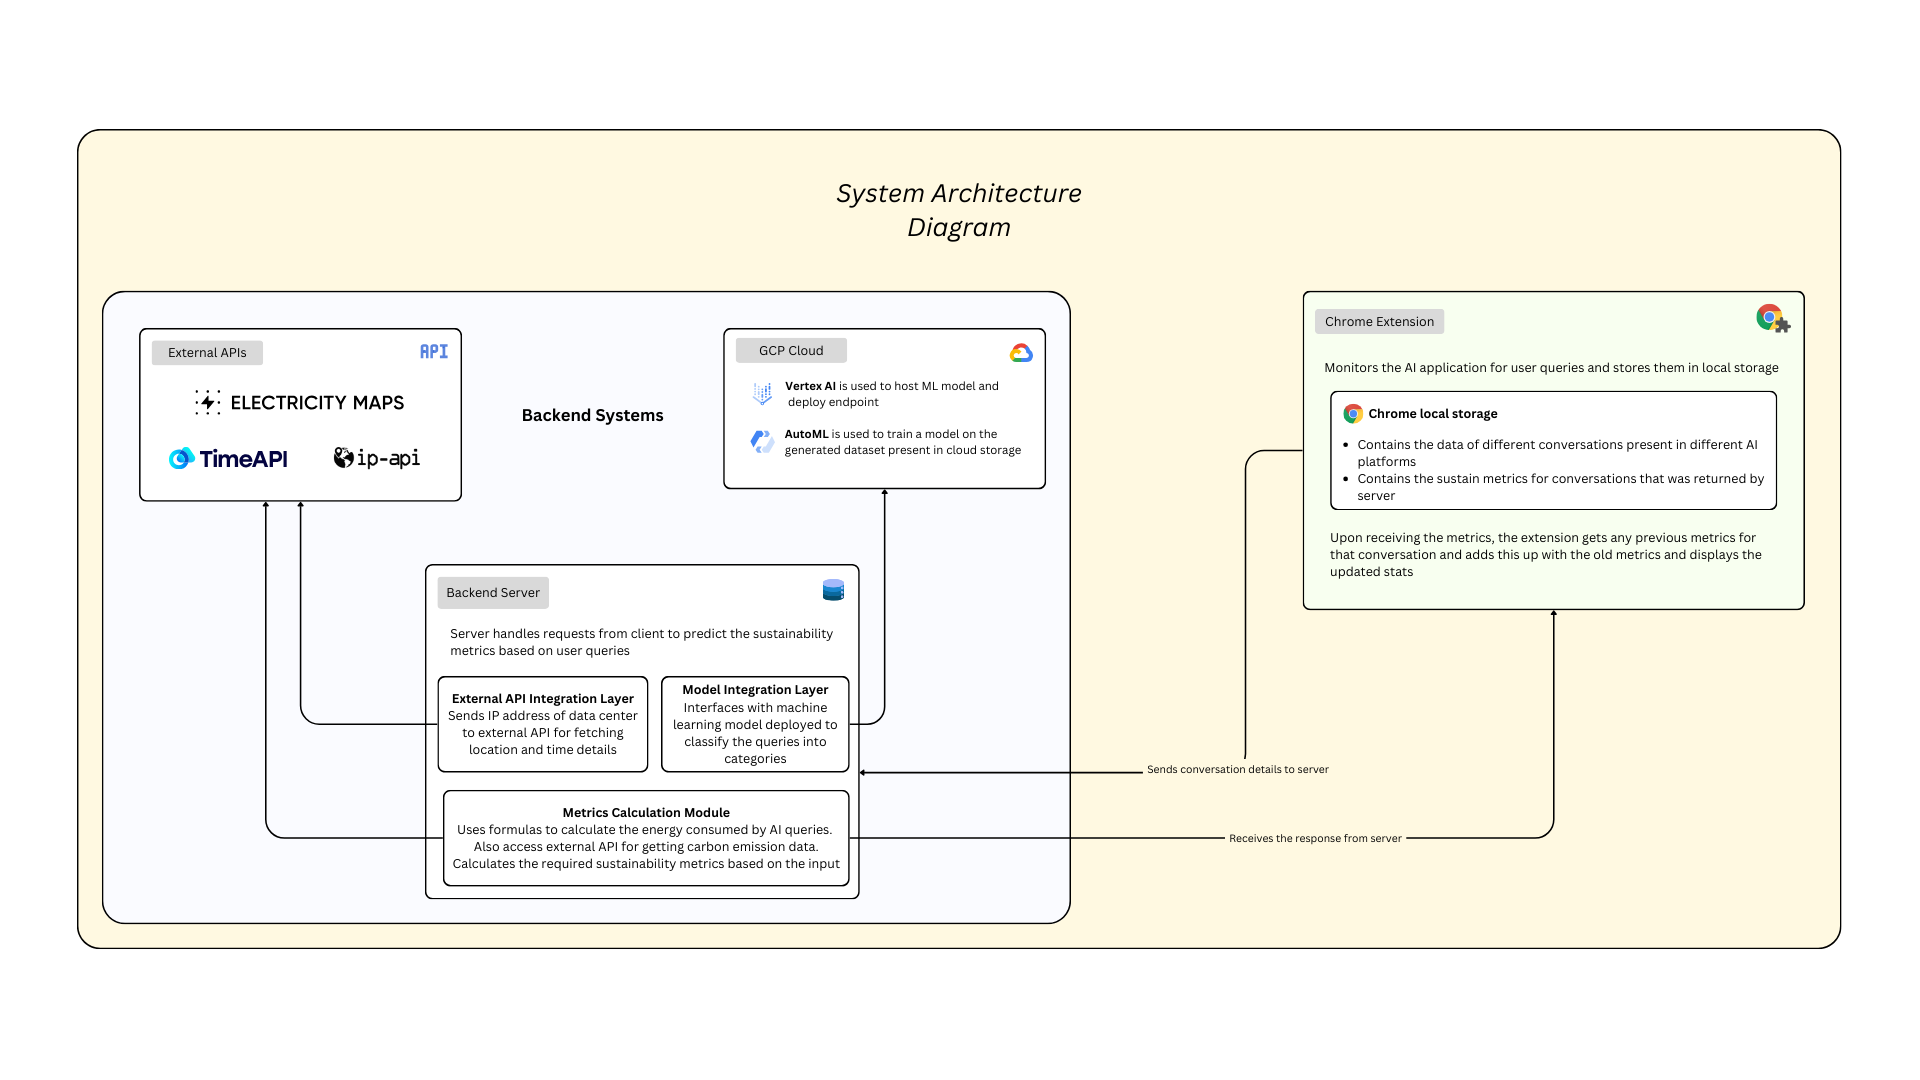 System Architecture
Diagram
External APIs
API
ELECTRICITY MAPS
TimeAPI
ip-api
Backend Systems
GCP Cloud
Vertex AI is used to host ML model and
deploy endpoint
AutoML is used to train a model on the
generated dataset present in cloud storage
Backend Server
Server handles requests from client to predict the sustainability
metrics based on user queries
External API Integration Layer
Sends IP address of data center
to external API for fetching
location and time details
Model Integration Layer
Interfaces with machine
learning model deployed to
classify the queries into
categories
Metrics Calculation Module
Uses formulas to calculate the energy consumed by AI queries.
Also access external API for getting carbon emission data.
Calculates the required sustainability metrics based on the input
Sends conversation details to server
Receives the response from server
Chrome Extension
Monitors the AI application for user queries and stores them in local storage
Chrome local storage
• Contains the data of different conversations present in different AI
platforms
• Contains the sustain metrics for conversations that was returned by
server
Upon receiving the metrics, the extension gets any previous metrics for
that conversation and adds this up with the old metrics and displays the
updated stats